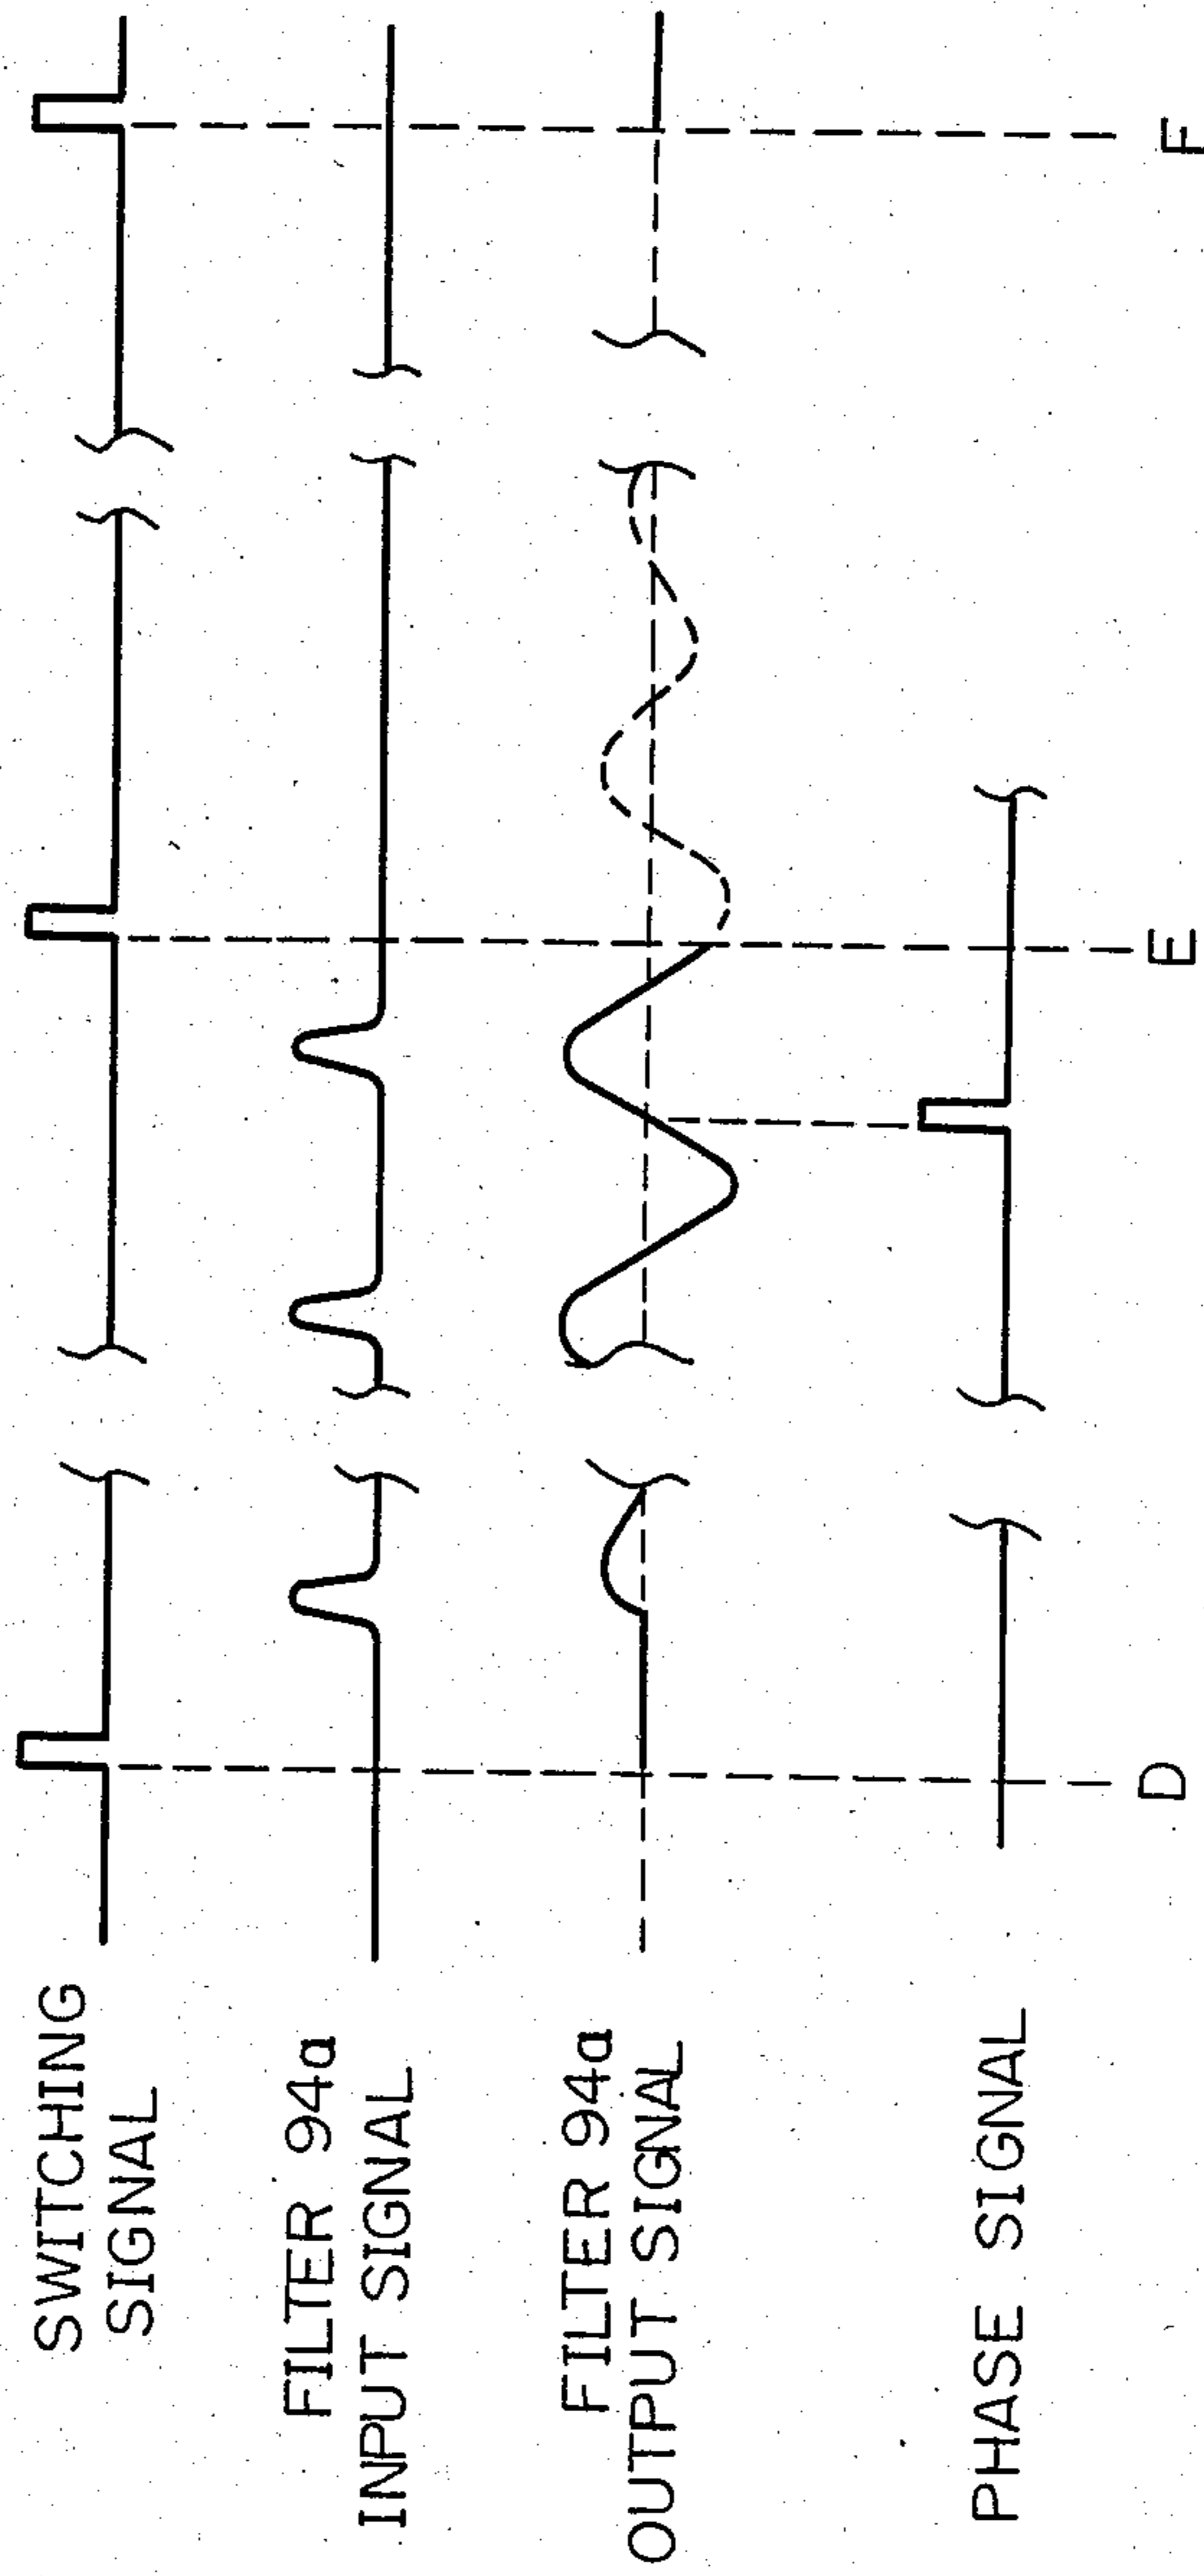 SWITCHING
SIGNAL
FILTER 94a
INPUT SIGNAL
FILTER 94a
OUTPUT SIGNAL
PHASE SIGNAL
D
E
F